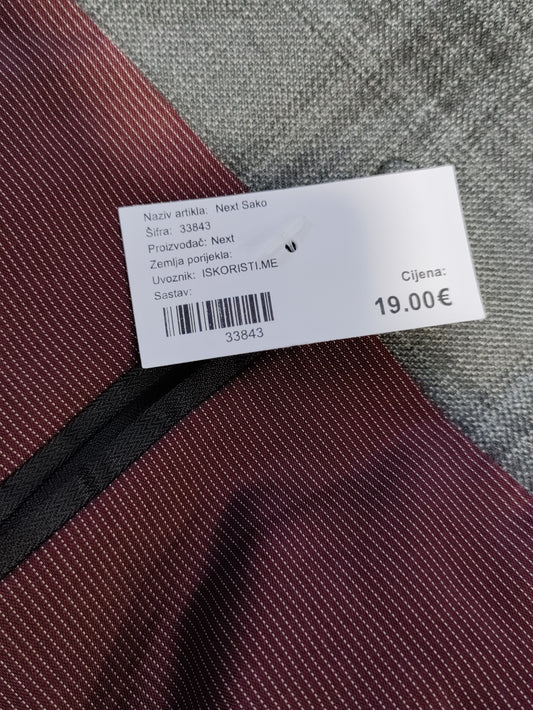 Naziv artikla: Next Sako
Šifra: 33843
Proizvođač: Next
Zemlja porijekla:
Uvoznik: ISKORISTI.ME
Sastav:
33843
Cijena:
19.00€